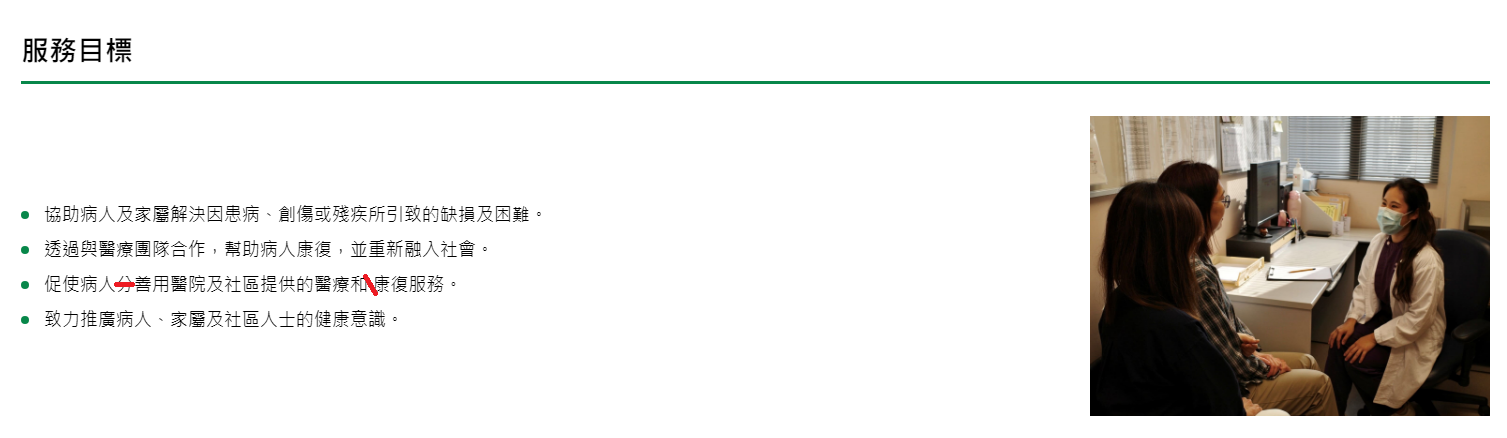 服務目標
協助病人及家屬解決因患病、創傷或殘疾所引致的缺損及困難。
透過與醫療團隊合作，幫助病人康復，並重新融入社會。
促使病人分善用醫院及社區提供的醫療和 康復服務。
致力推廣病人、家屬及社區人士的健康意識。